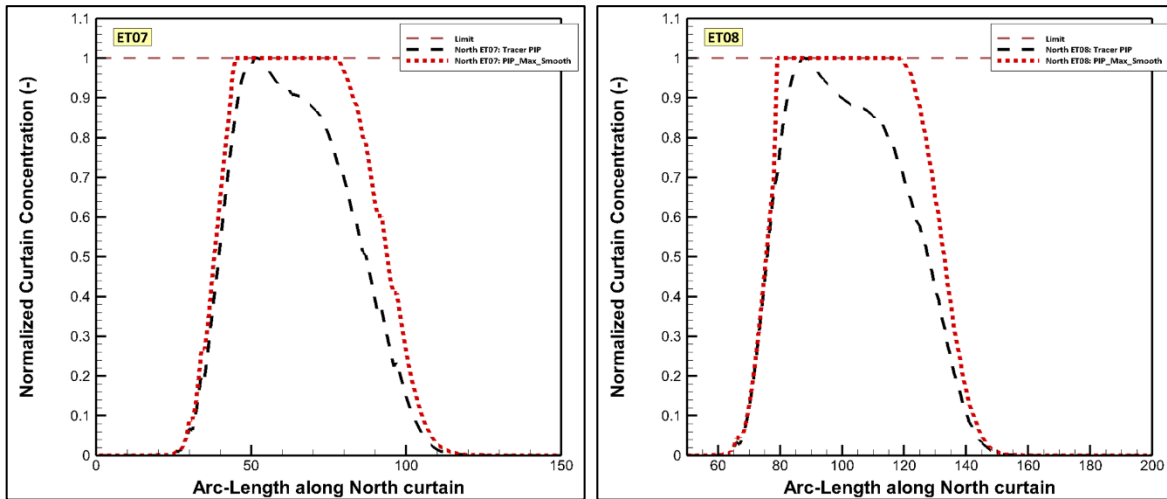 ET07
Limit
North ET07: Tracer PIP
North ET07: PIP_Max_Smooth
Normalized Curtain Concentration (-)
1.1
1
0.9
0.8
0.7
0.6
0.5
0.4
0.3
0.2
0.1
0
0 50 100 150
Arc-Length along North curtain
ET08
Limit
North ET08: Tracer PIP
North ET08: PIP_Max_Smooth
Normalized Curtain Concentration (-)
1.1
1
0.9
0.8
0.7
0.6
0.5
0.4
0.3
0.2
0.1
0
60 80 100 120 140 160 180 200
Arc-Length along North curtain